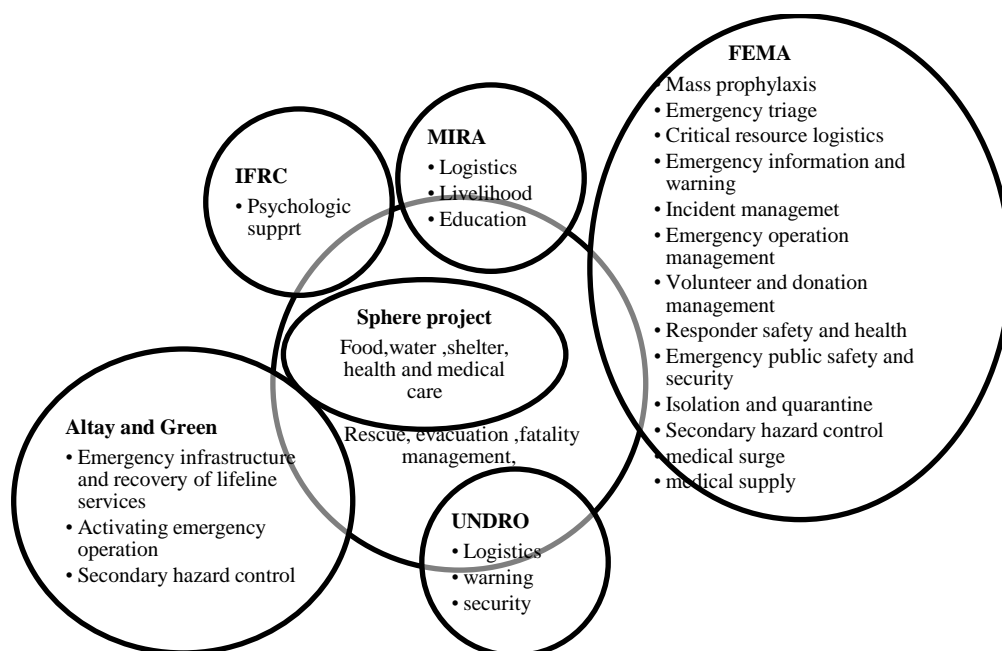 FEMA
• Mass prophylaxis
• Emergency triage
• Critical resource logistics
• Emergency information and
warning
• Incident managemet
• Emergency operation
management
• Volunteer and donation
management
• Responder safety and health
• Emergency public safety and
security
• Isolation and quarantine
• Secondary hazard control
• medical surge
• medical supply
MIRA
• Logistics
• Livelihood
• Education
IFRC
• Psychologic
supprt
Sphere project
Food,water ,shelter,
health and medical
care
Rescue, evacuation ,fatality
management,
Altay and Green
• Emergency infrastructure
and recovery of lifeline
services
• Activating emergency
operation
• Secondary hazard control
UNDRO
• Logistics
• warning
• security